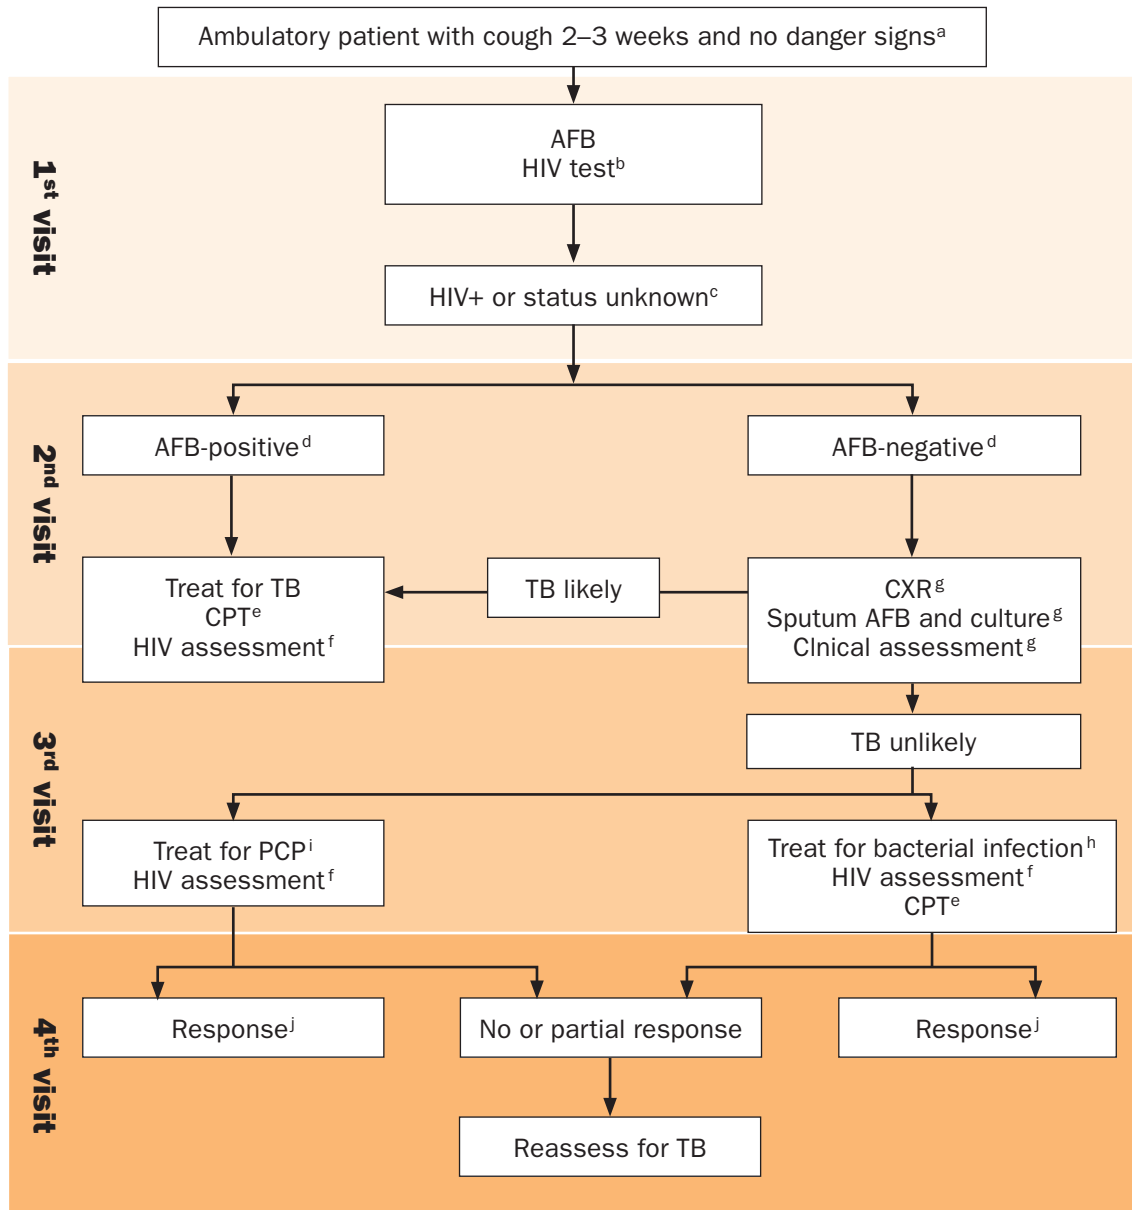 Ambulatory patient with cough 2–3 weeks and no danger signsᵃ
1st visit
AFB
HIV testᵇ
HIV+ or status unknownᶜ
2nd visit
AFB-positiveᵈ
AFB-negativeᵈ
Treat for TB
CPTᵉ
HIV assessmentᶠ
TB likely
CXRᵍ
Sputum AFB and cultureᵍ
Clnical assessmentᵍ
3rd visit
TB unlikely
Treat for PCPⁱ
HIV assessmentᶠ
Treat for bacterial infectionʰ
HIV assessmentᶠ
CPTᵉ
4th visit
Responseʲ
No or partial response
Responseʲ
Reassess for TB